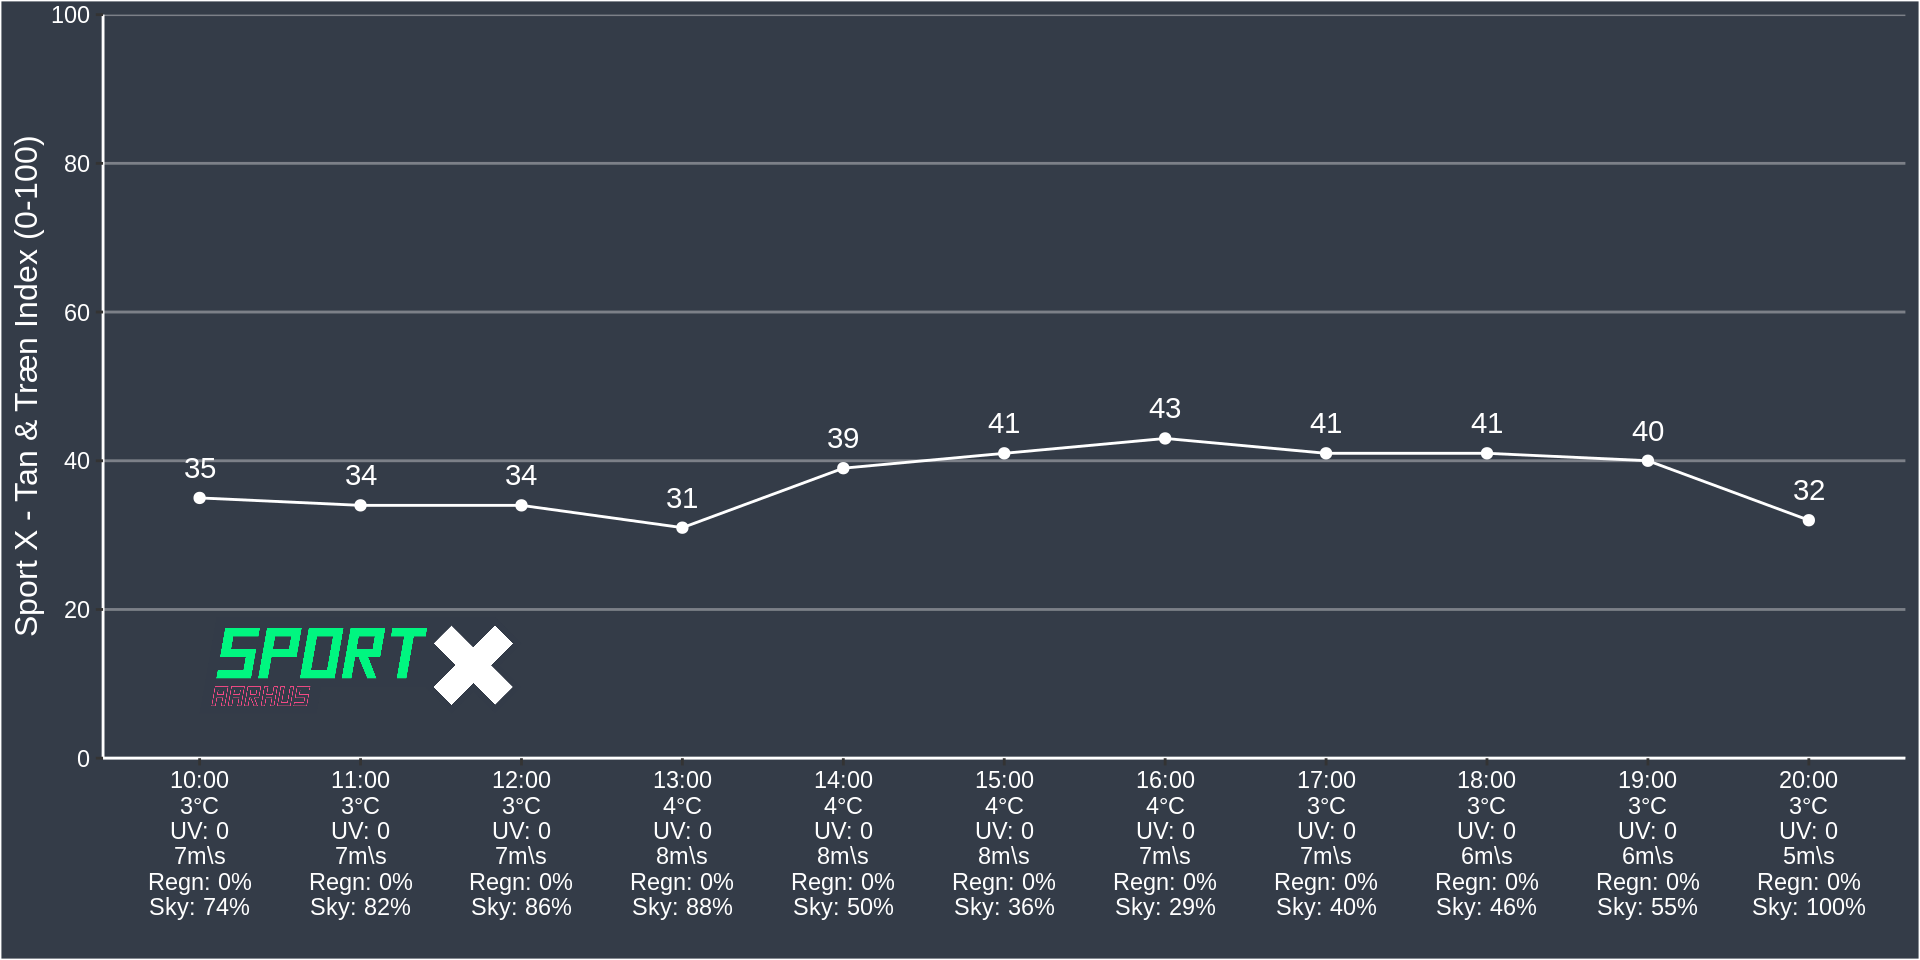 Sport X - Tan & Træn Index (0-100)
100
80
60
40
20
0
35
34
34
31
39
41
43
41
41
40
32
SPORT X
AARHUS
10:00 11:00 12:00 13:00 14:00 15:00 16:00 17:00 18:00 19:00 20:00
3°C 3°C 3°C 4°C 4°C 4°C 4°C 3°C 3°C 3°C 3°C
UV: 0 UV: 0 UV: 0 UV: 0 UV: 0 UV: 0 UV: 0 UV: 0 UV: 0 UV: 0 UV: 0
7m\s 7m\s 7m\s 8m\s 8m\s 8m\s 7m\s 7m\s 6m\s 6m\s 5m\s
Regn: 0% Regn: 0% Regn: 0% Regn: 0% Regn: 0% Regn: 0% Regn: 0% Regn: 0% Regn: 0% Regn: 0% Regn: 0%
Sky: 74% Sky: 82% Sky: 86% Sky: 88% Sky: 50% Sky: 36% Sky: 29% Sky: 40% Sky: 46% Sky: 55% Sky: 100%